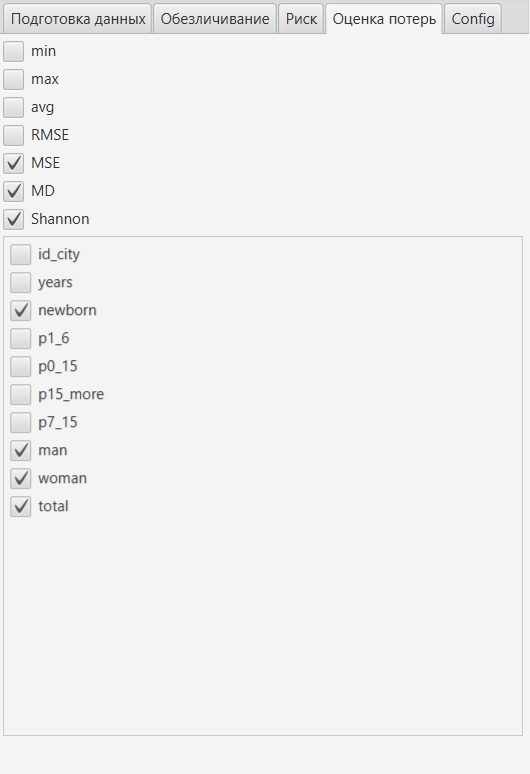 Подготовка данных Обезличивание Риск Оценка потерь Config
min
max
avg
RMSE
MSE
MD
Shannon
id_city
years
newborn
p1_6
p0_15
p15_more
p7_15
man
woman
total